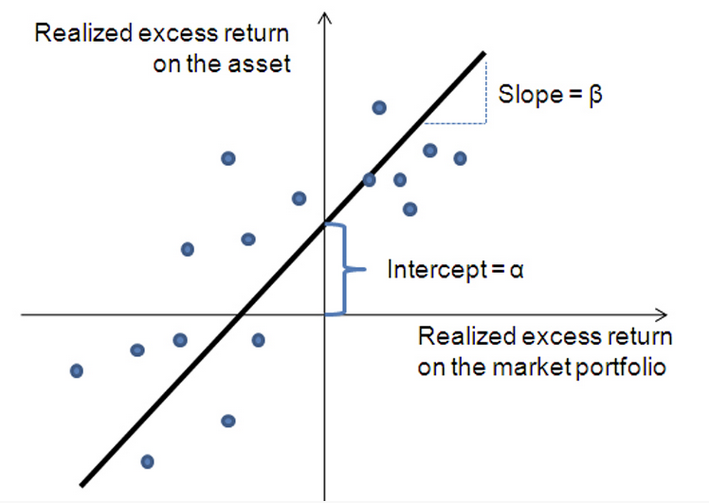 Realized excess return
on the asset
Slope = β
Intercept = α
Realized excess return
on the market portfolio